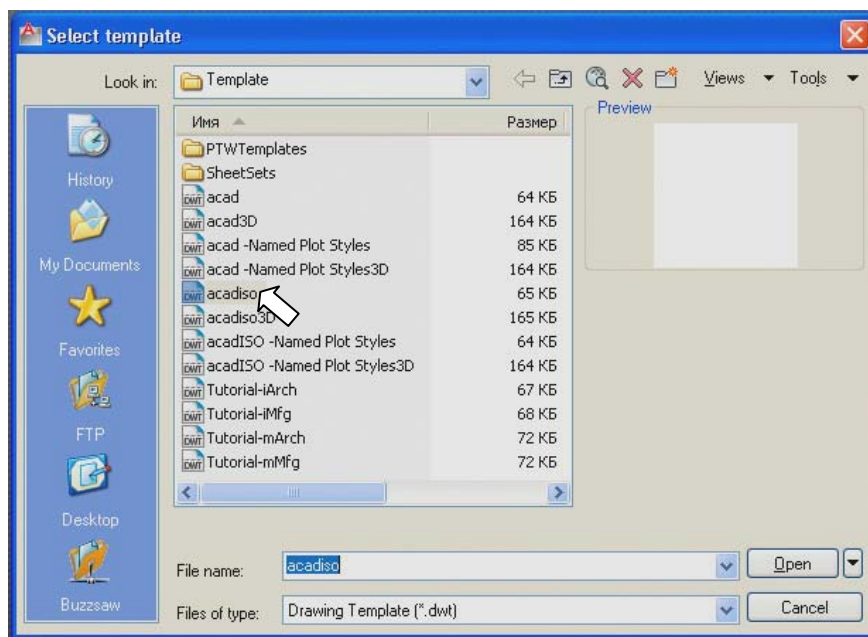 Select template
Look in:
Template
Views
Tools
Имя
Размер
Preview
PTWTemplates
SheetSets
acad 64 КБ
acad3D 164 КБ
acad -Named Plot Styles 85 КБ
acad -Named Plot Styles3D 164 КБ
acadiso 65 КБ
acadiso3D 165 КБ
acadISO -Named Plot Styles 64 КБ
acadISO -Named Plot Styles3D 164 КБ
Tutorial-iArch 67 КБ
Tutorial-iMfg 68 КБ
Tutorial-mArch 72 КБ
Tutorial-mMfg 72 КБ
History
My Documents
Favorites
FTP
Desktop
Buzzsaw
File name:
acadiso
Open
Files of type:
Drawing Template (*.dwt)
Cancel